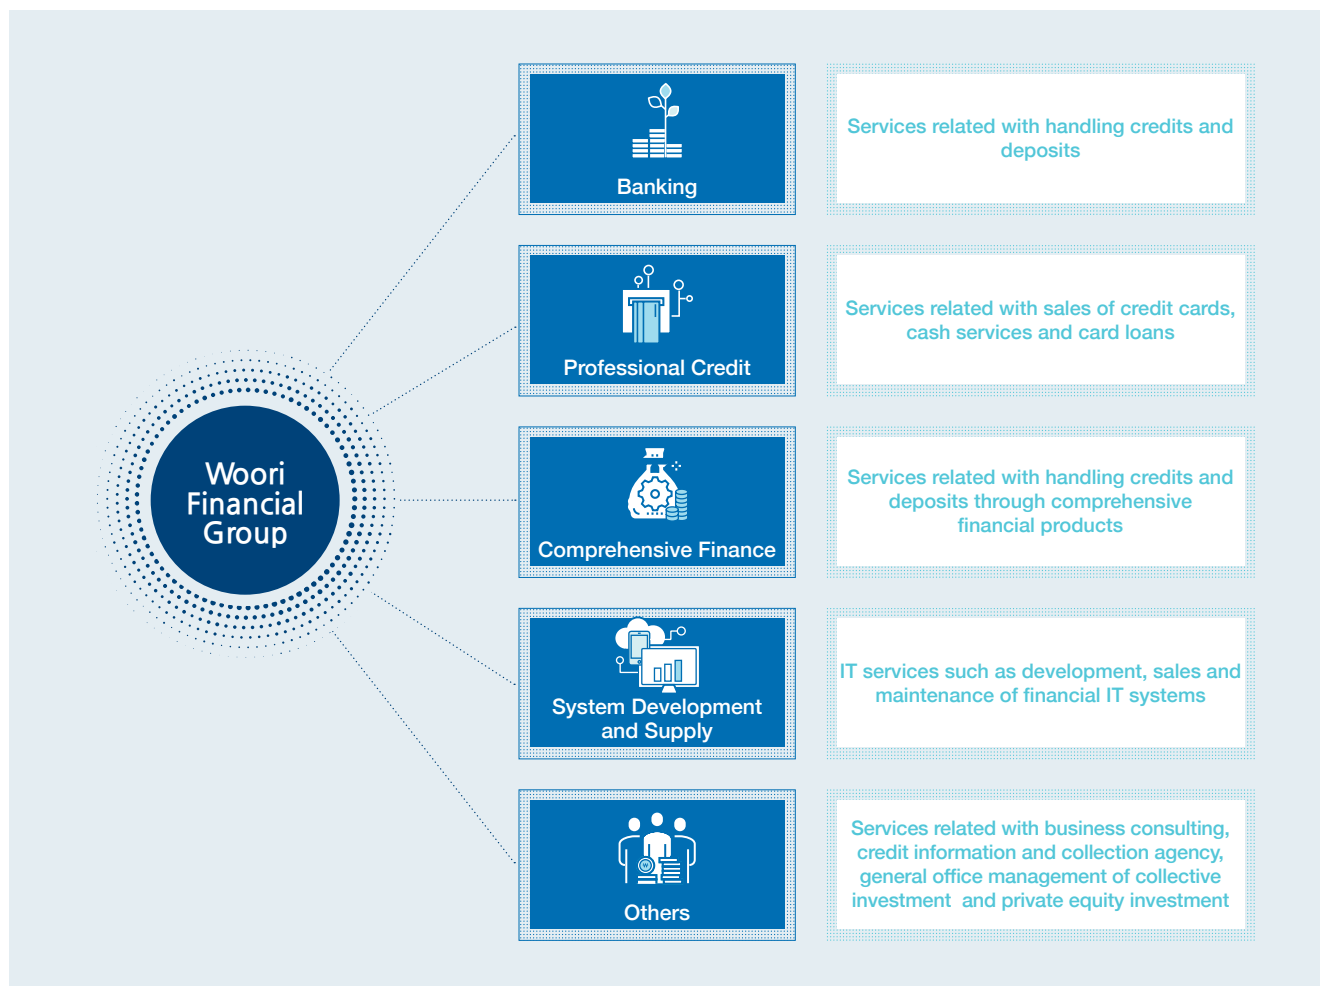 Woori
Financial
Group
Banking
Services related with handling credits and
deposits
Professional Credit
Services related with sales of credit cards,
cash services and card loans
Comprehensive Finance
Services related with handling credits and
deposits through comprehensive
financial products
System Development
and Supply
IT services such as development, sales and
maintenance of financial IT systems
Others
Services related with business consulting,
credit information and collection agency,
general office management of collective
investment and private equity investment